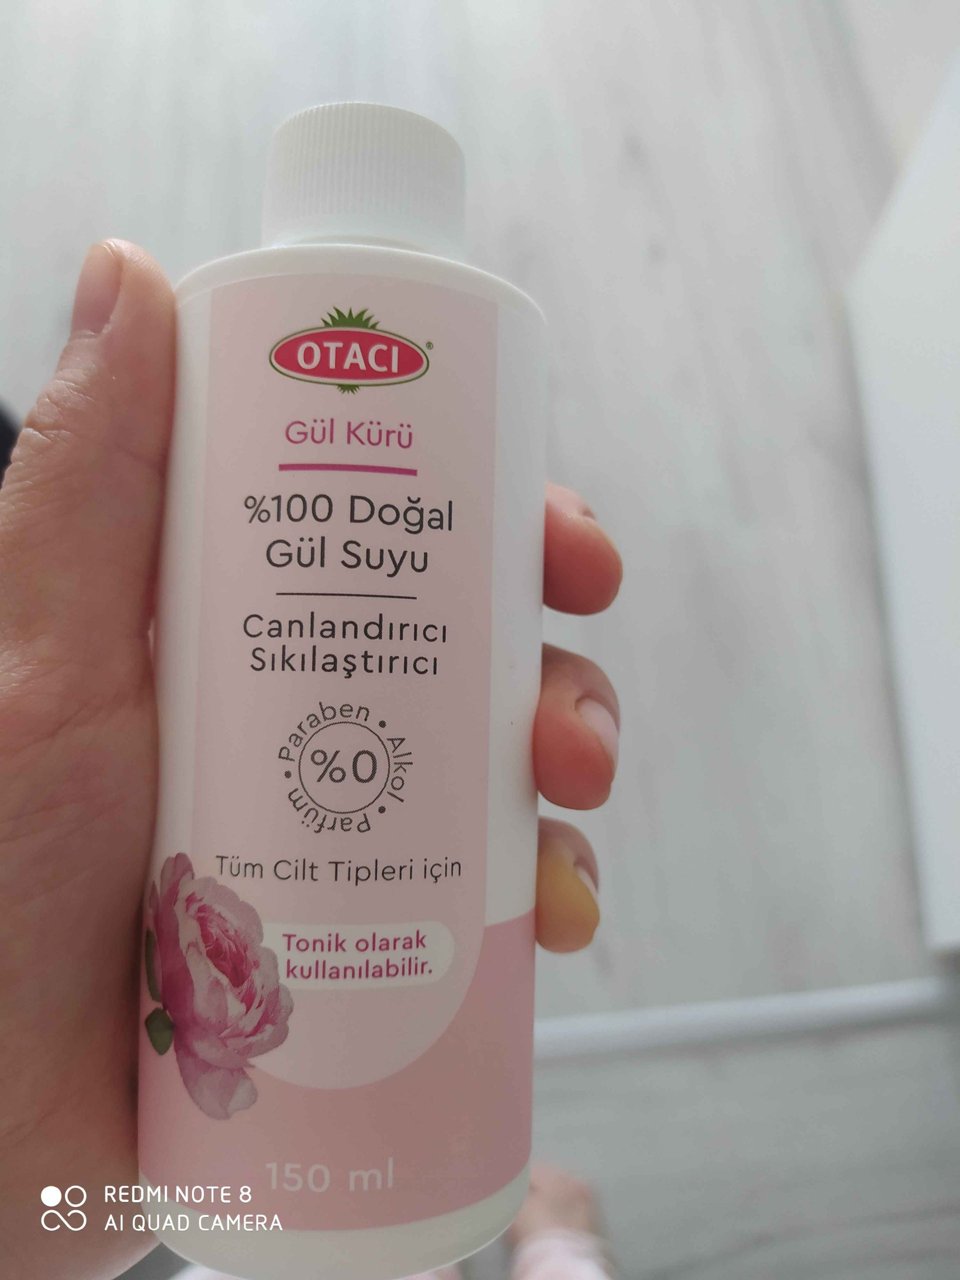 OTACI®
Gül Kürü
%100 Doğal
Gül Suyu
Canlandırıcı
Sıkılaştırıcı
Paraben • Alkol • Parfüm •
%0
Tüm Cilt Tipleri için
Tonik olarak
kullanılabilir.
150 ml
REDMI NOTE 8
AI QUAD CAMERA